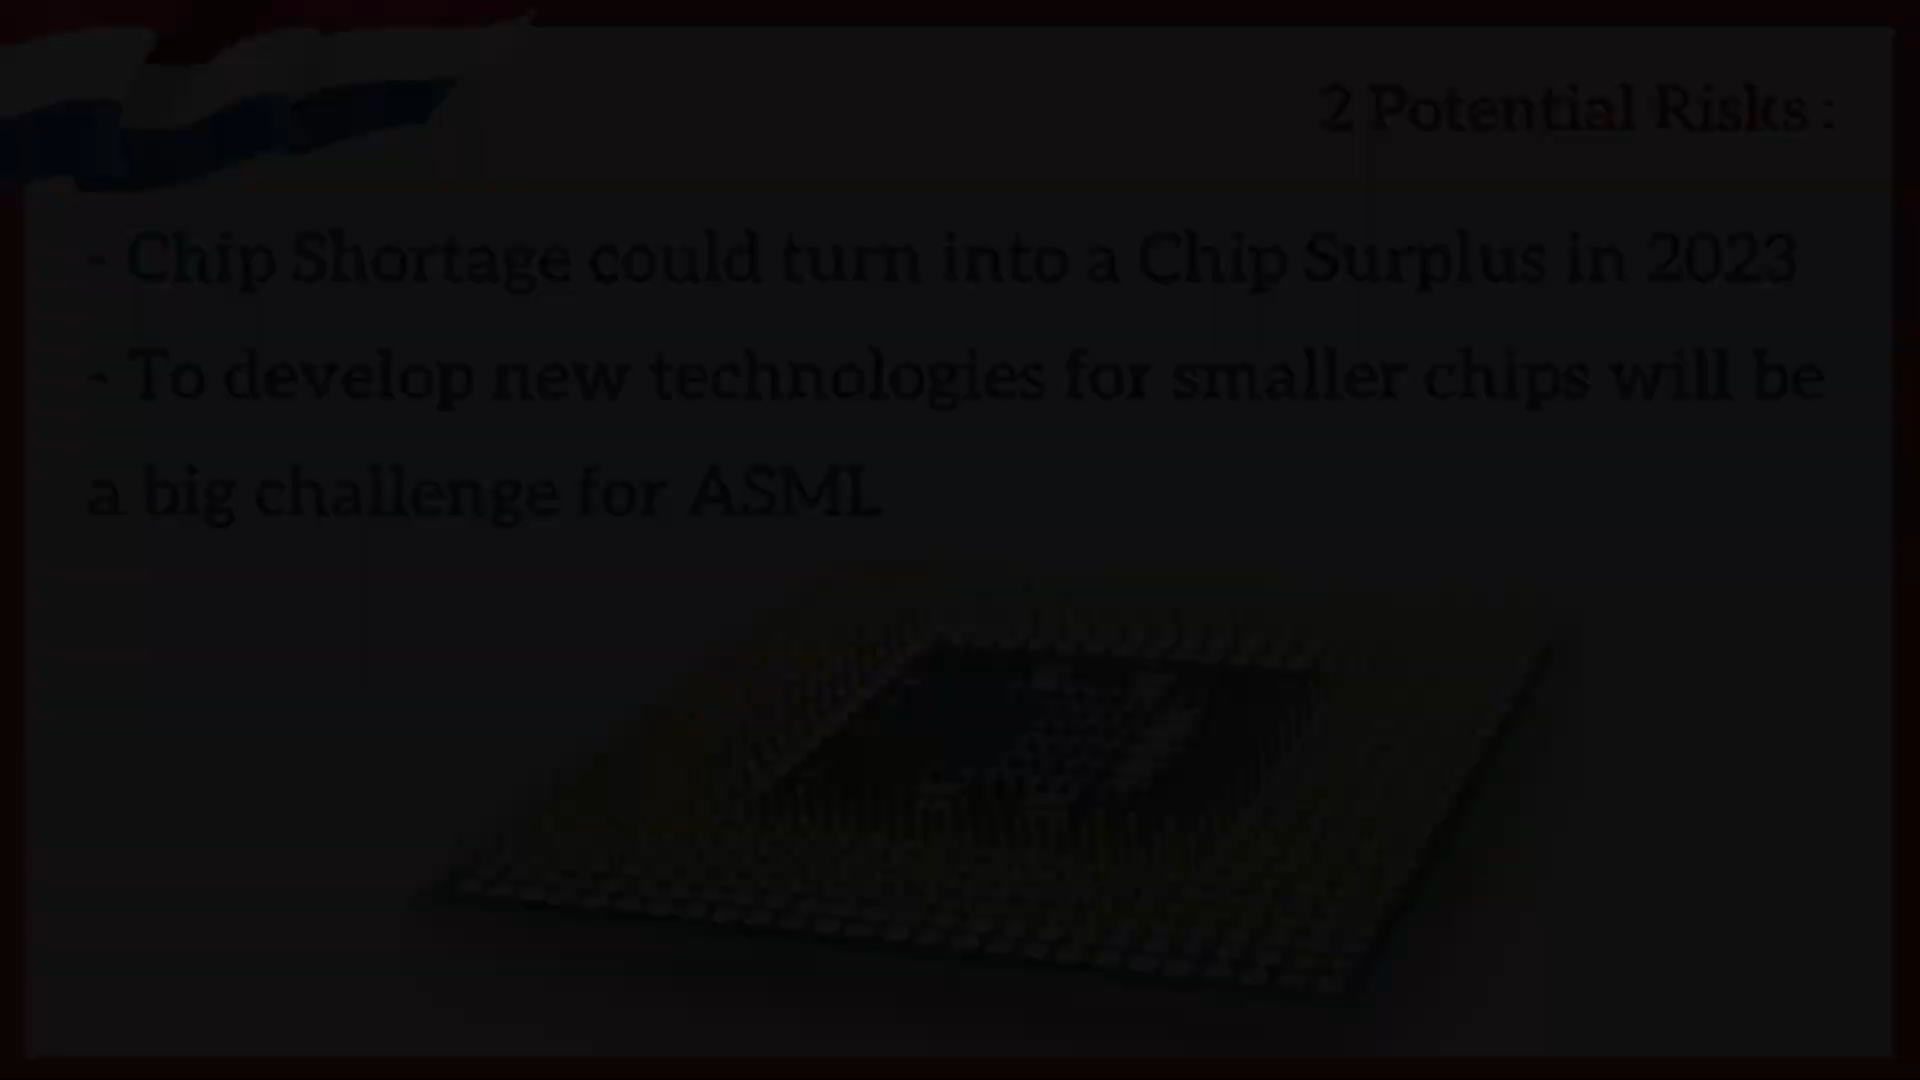 2 Potential Risks :
- Chip Shortage could turn into a Chip Surplus in 2023
- To develop new technologies for smaller chips will be
a big challenge for ASML